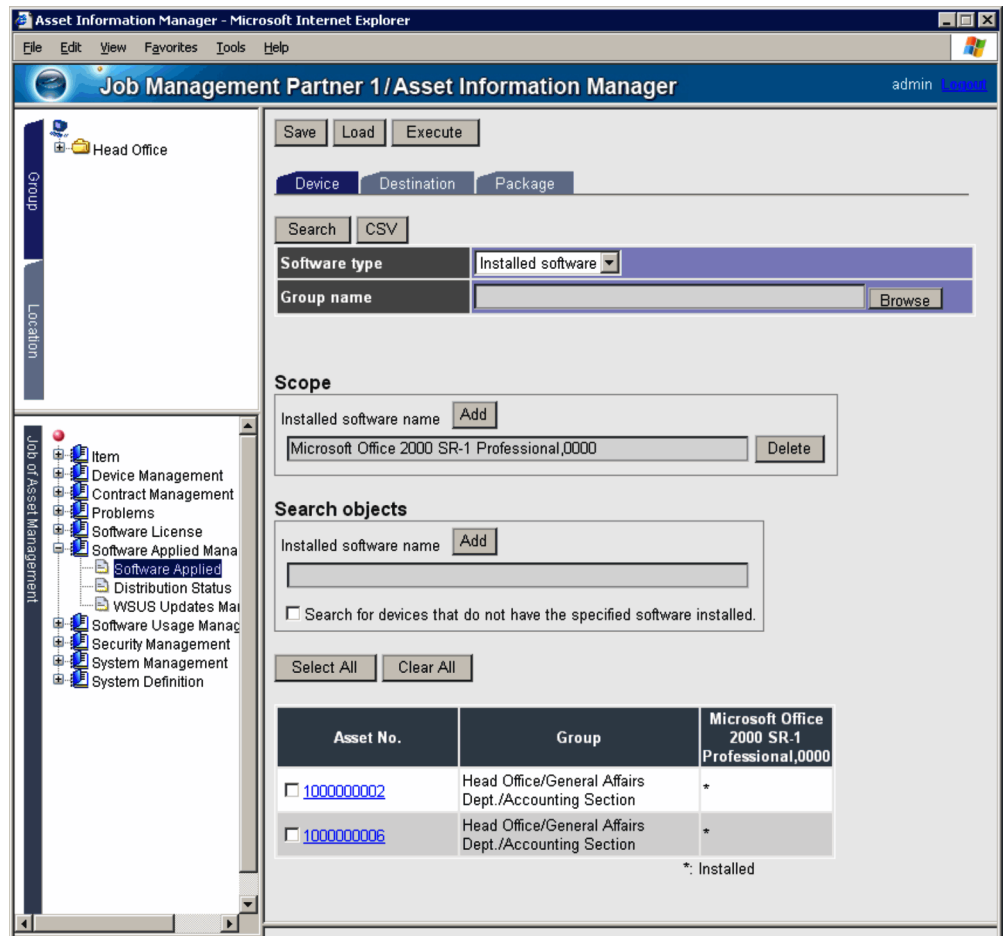 Asset Information Manager - Microsoft Internet Explorer
File Edit View Favorites Tools Help
Job Management Partner 1/Asset Information Manager
admin Logout
Group
Location
Head Office
Job of Asset Management
Item
Device Management
Contract Management
Problems
Software License
Software Applied Mana
Software Applied
Distribution Status
WSUS Updates Mai
Software Usage Manag
Security Management
System Management
System Definition
Save Load Execute
Device Destination Package
Search CSV
Software type Installed software
Group name Browse
Scope
Installed software name Add
Microsoft Office 2000 SR-1 Professional,0000 Delete
Search objects
Installed software name Add
Search for devices that do not have the specified software installed.
Select All Clear All
Asset No. Group Microsoft Office
2000 SR-1
Professional,0000
1000000002 Head Office/General Affairs
Dept./Accounting Section *
1000000006 Head Office/General Affairs
Dept./Accounting Section *
*: Installed